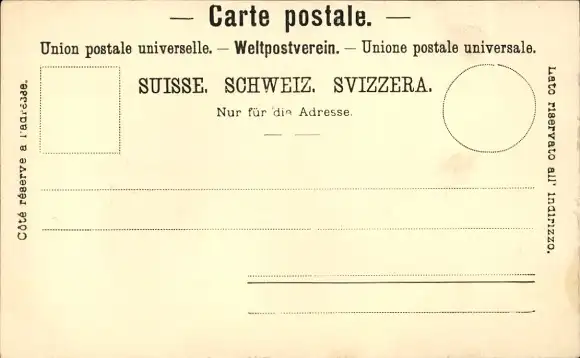 — Carte postale. —
Union postale universelle. — Weltpostverein. — Unione postale universale.
SUISSE. SCHWEIZ. SVIZZERA.
Nur für die Adresse.
Côté réservé à l'adresse.
Lato riservato all' indirizzo.